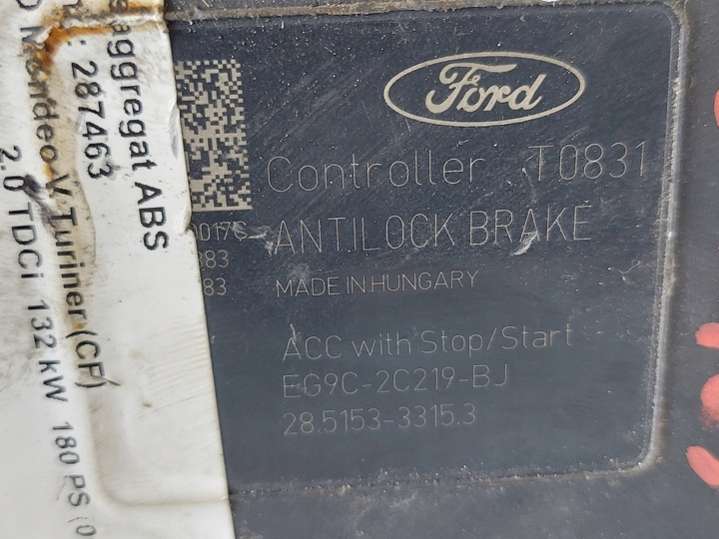 Ford
Controller T0831
ANTILOCK BRAKE
MADE IN HUNGARY
ACC with Stop/Start
EG9C-2C219-BJ
28.5153-3315.3
83
aggregat ABS
: 287463
Mondeo V Turnier (CF)
2.0 TDCi 132 kW 180 PS